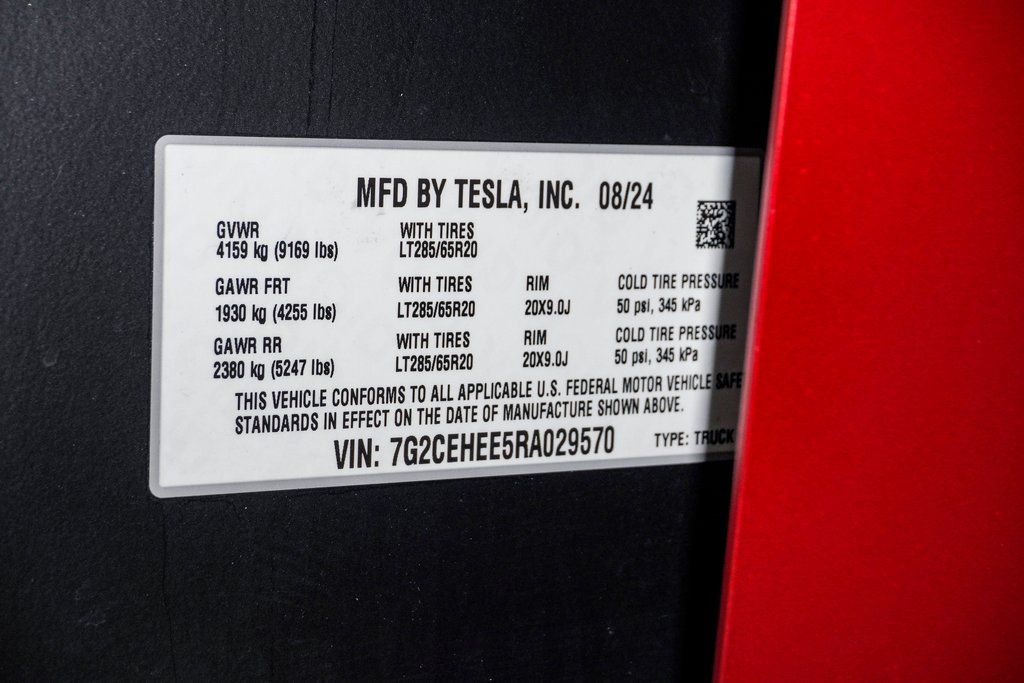 MFD BY TESLA, INC. 08/24
GVWR WITH TIRES
4159 kg (9169 lbs) LT285/65R20
GAWR FRT WITH TIRES RIM COLD TIRE PRESSURE
1930 kg (4255 lbs) LT285/65R20 20X9.0J 50 psi, 345 kPa
GAWR RR WITH TIRES RIM COLD TIRE PRESSURE
2380 kg (5247 lbs) LT285/65R20 20X9.0J 50 psi, 345 kPa
THIS VEHICLE CONFORMS TO ALL APPLICABLE U.S. FEDERAL MOTOR VEHICLE SAFE
STANDARDS IN EFFECT ON THE DATE OF MANUFACTURE SHOWN ABOVE.
VIN: 7G2CEHEE5RA029570 TYPE: TRUCK